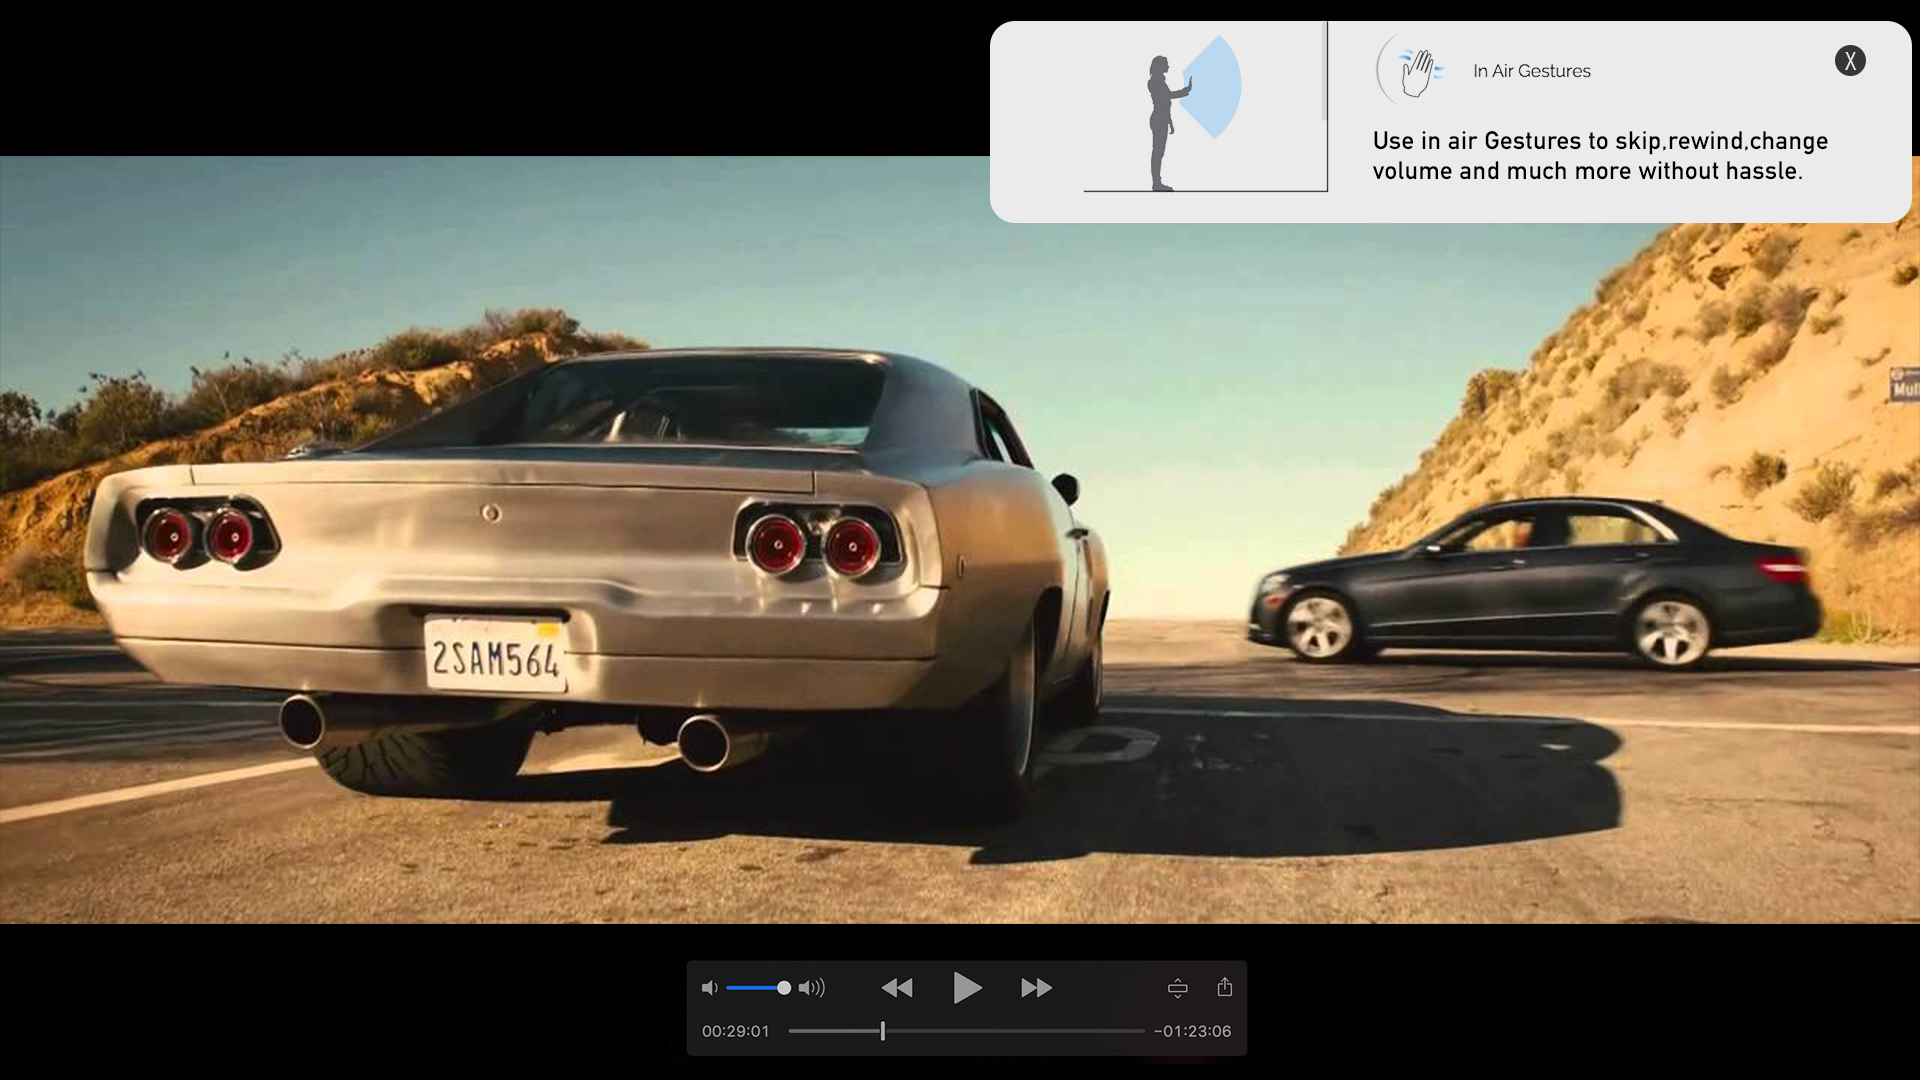 In Air Gestures
X
Use in air Gestures to skip,rewind,change
volume and much more without hassle.
Mull
2SAM564
D
00:29:01
-01:23:06